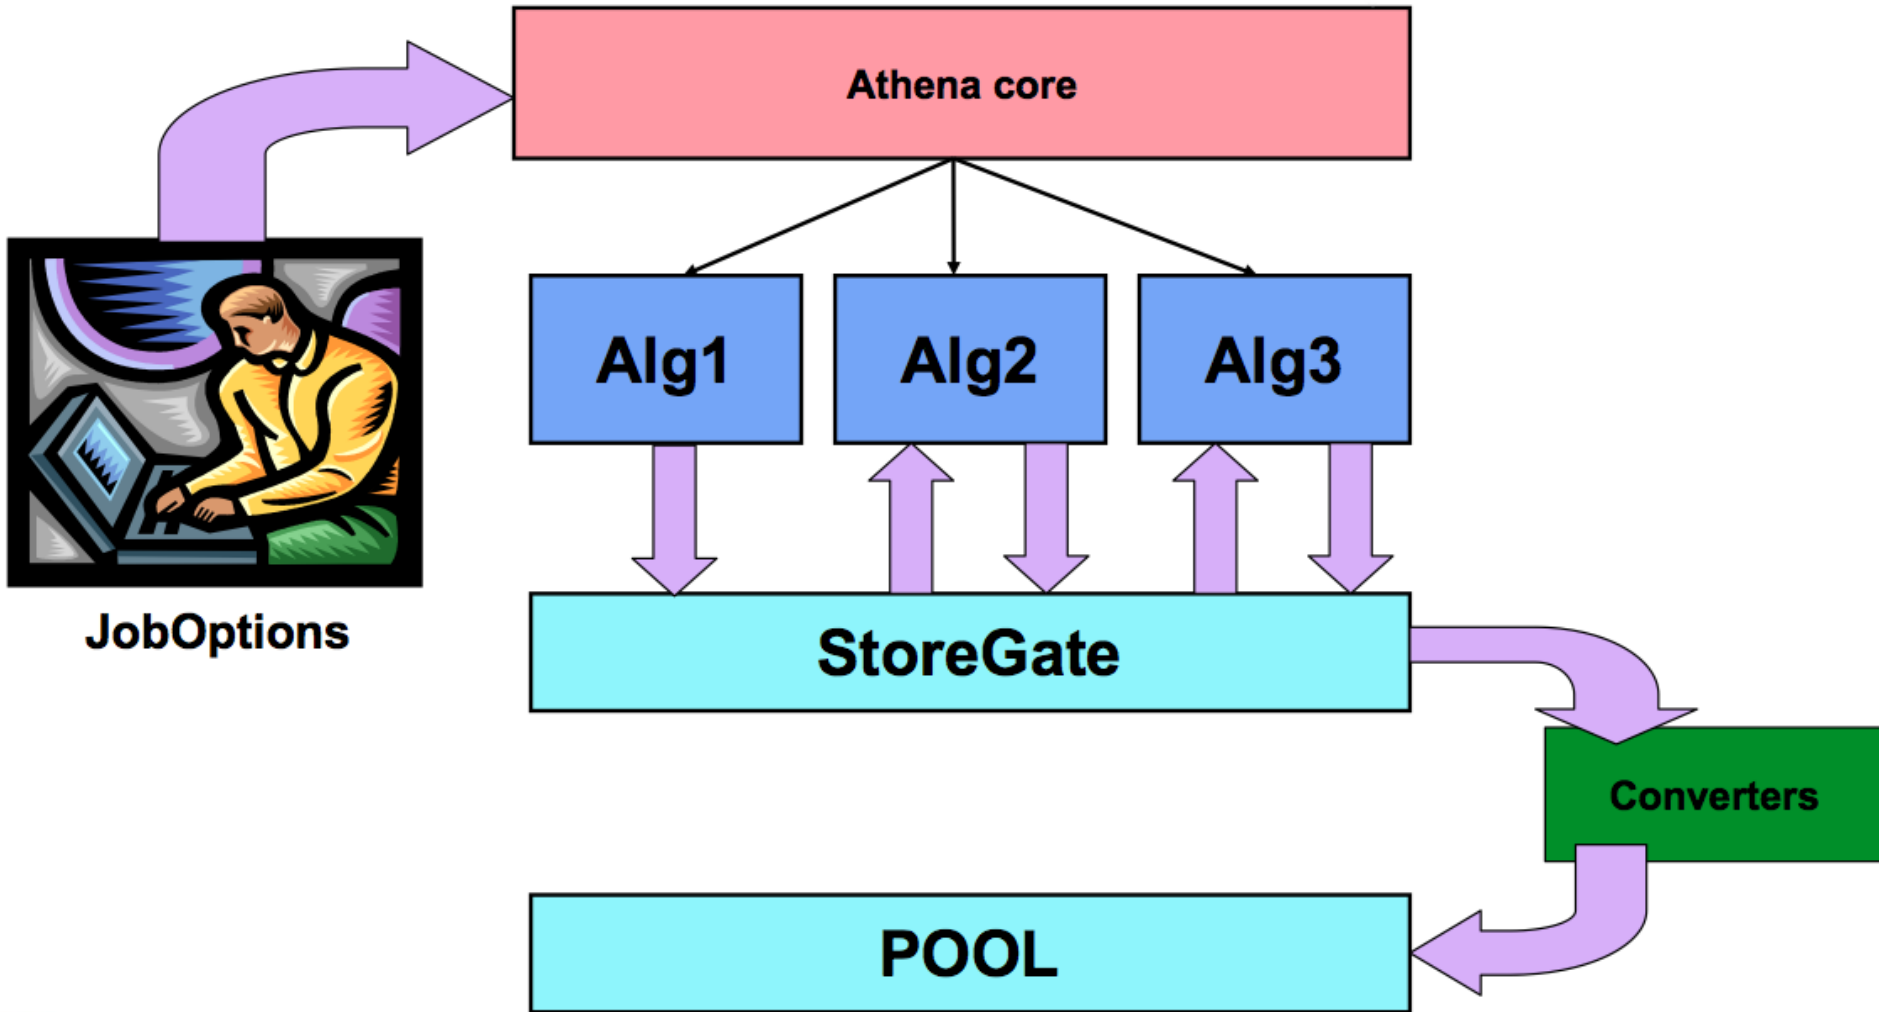 Athena core
Alg1
Alg2
Alg3
JobOptions
StoreGate
Converters
POOL